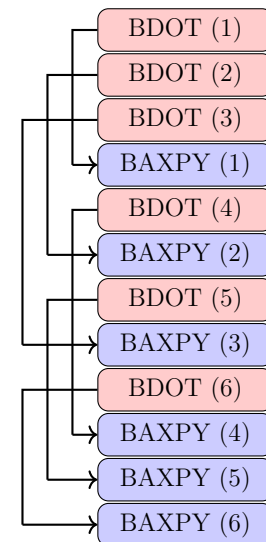 BDOT (1)
BDOT (2)
BDOT (3)
BAXPY (1)
BDOT (4)
BAXPY (2)
BDOT (5)
BAXPY (3)
BDOT (6)
BAXPY (4)
BAXPY (5)
BAXPY (6)